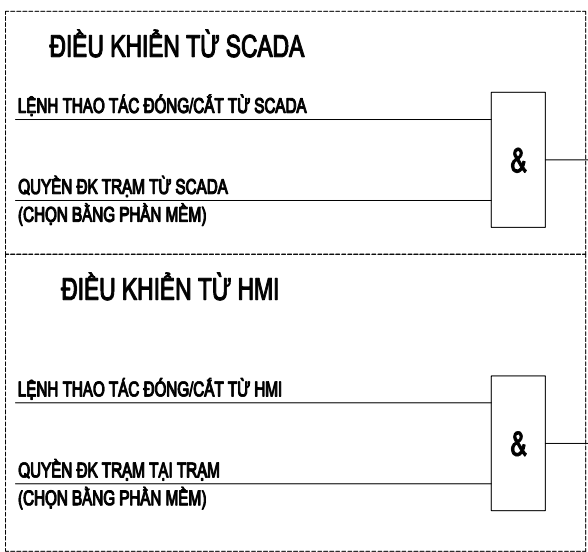 ĐIỀU KHIỂN TỪ SCADA
LỆNH THAO TÁC ĐÓNG/CẮT TỪ SCADA
&
QUYỀN ĐK TRẠM TỪ SCADA
(CHỌN BẰNG PHẦN MỀM)
ĐIỀU KHIỂN TỪ HMI
LỆNH THAO TÁC ĐÓNG/CẮT TỪ HMI
&
QUYỀN ĐK TRẠM TẠI TRẠM
(CHỌN BẰNG PHẦN MỀM)